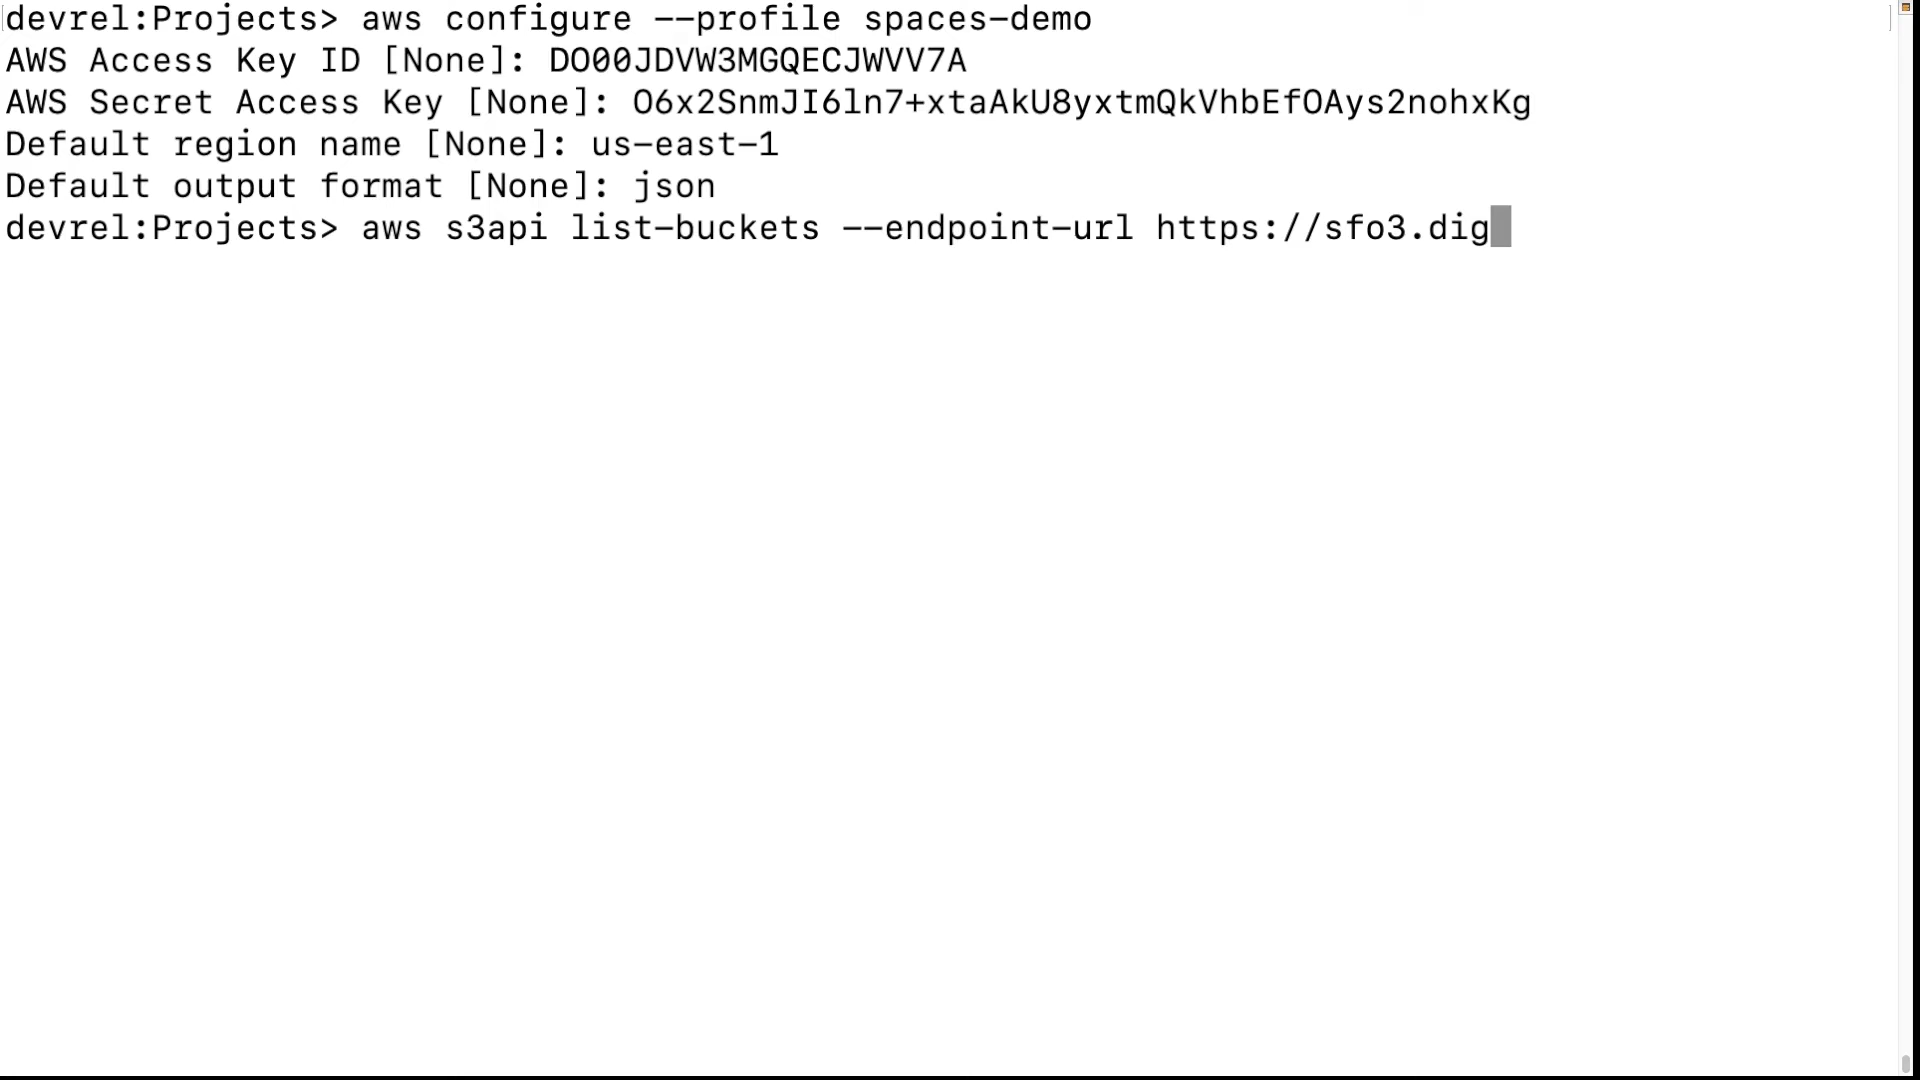 devrel:Projects> aws configure --profile spaces-demo
AWS Access Key ID [None]: DO00JDVW3MGQECJWVV7A
AWS Secret Access Key [None]: O6x2SnmJI6ln7+xtaAkU8yxtmQkVhbEfOAys2nohxKg
Default region name [None]: us-east-1
Default output format [None]: json
devrel:Projects> aws s3api list-buckets --endpoint-url https://sfo3.dig